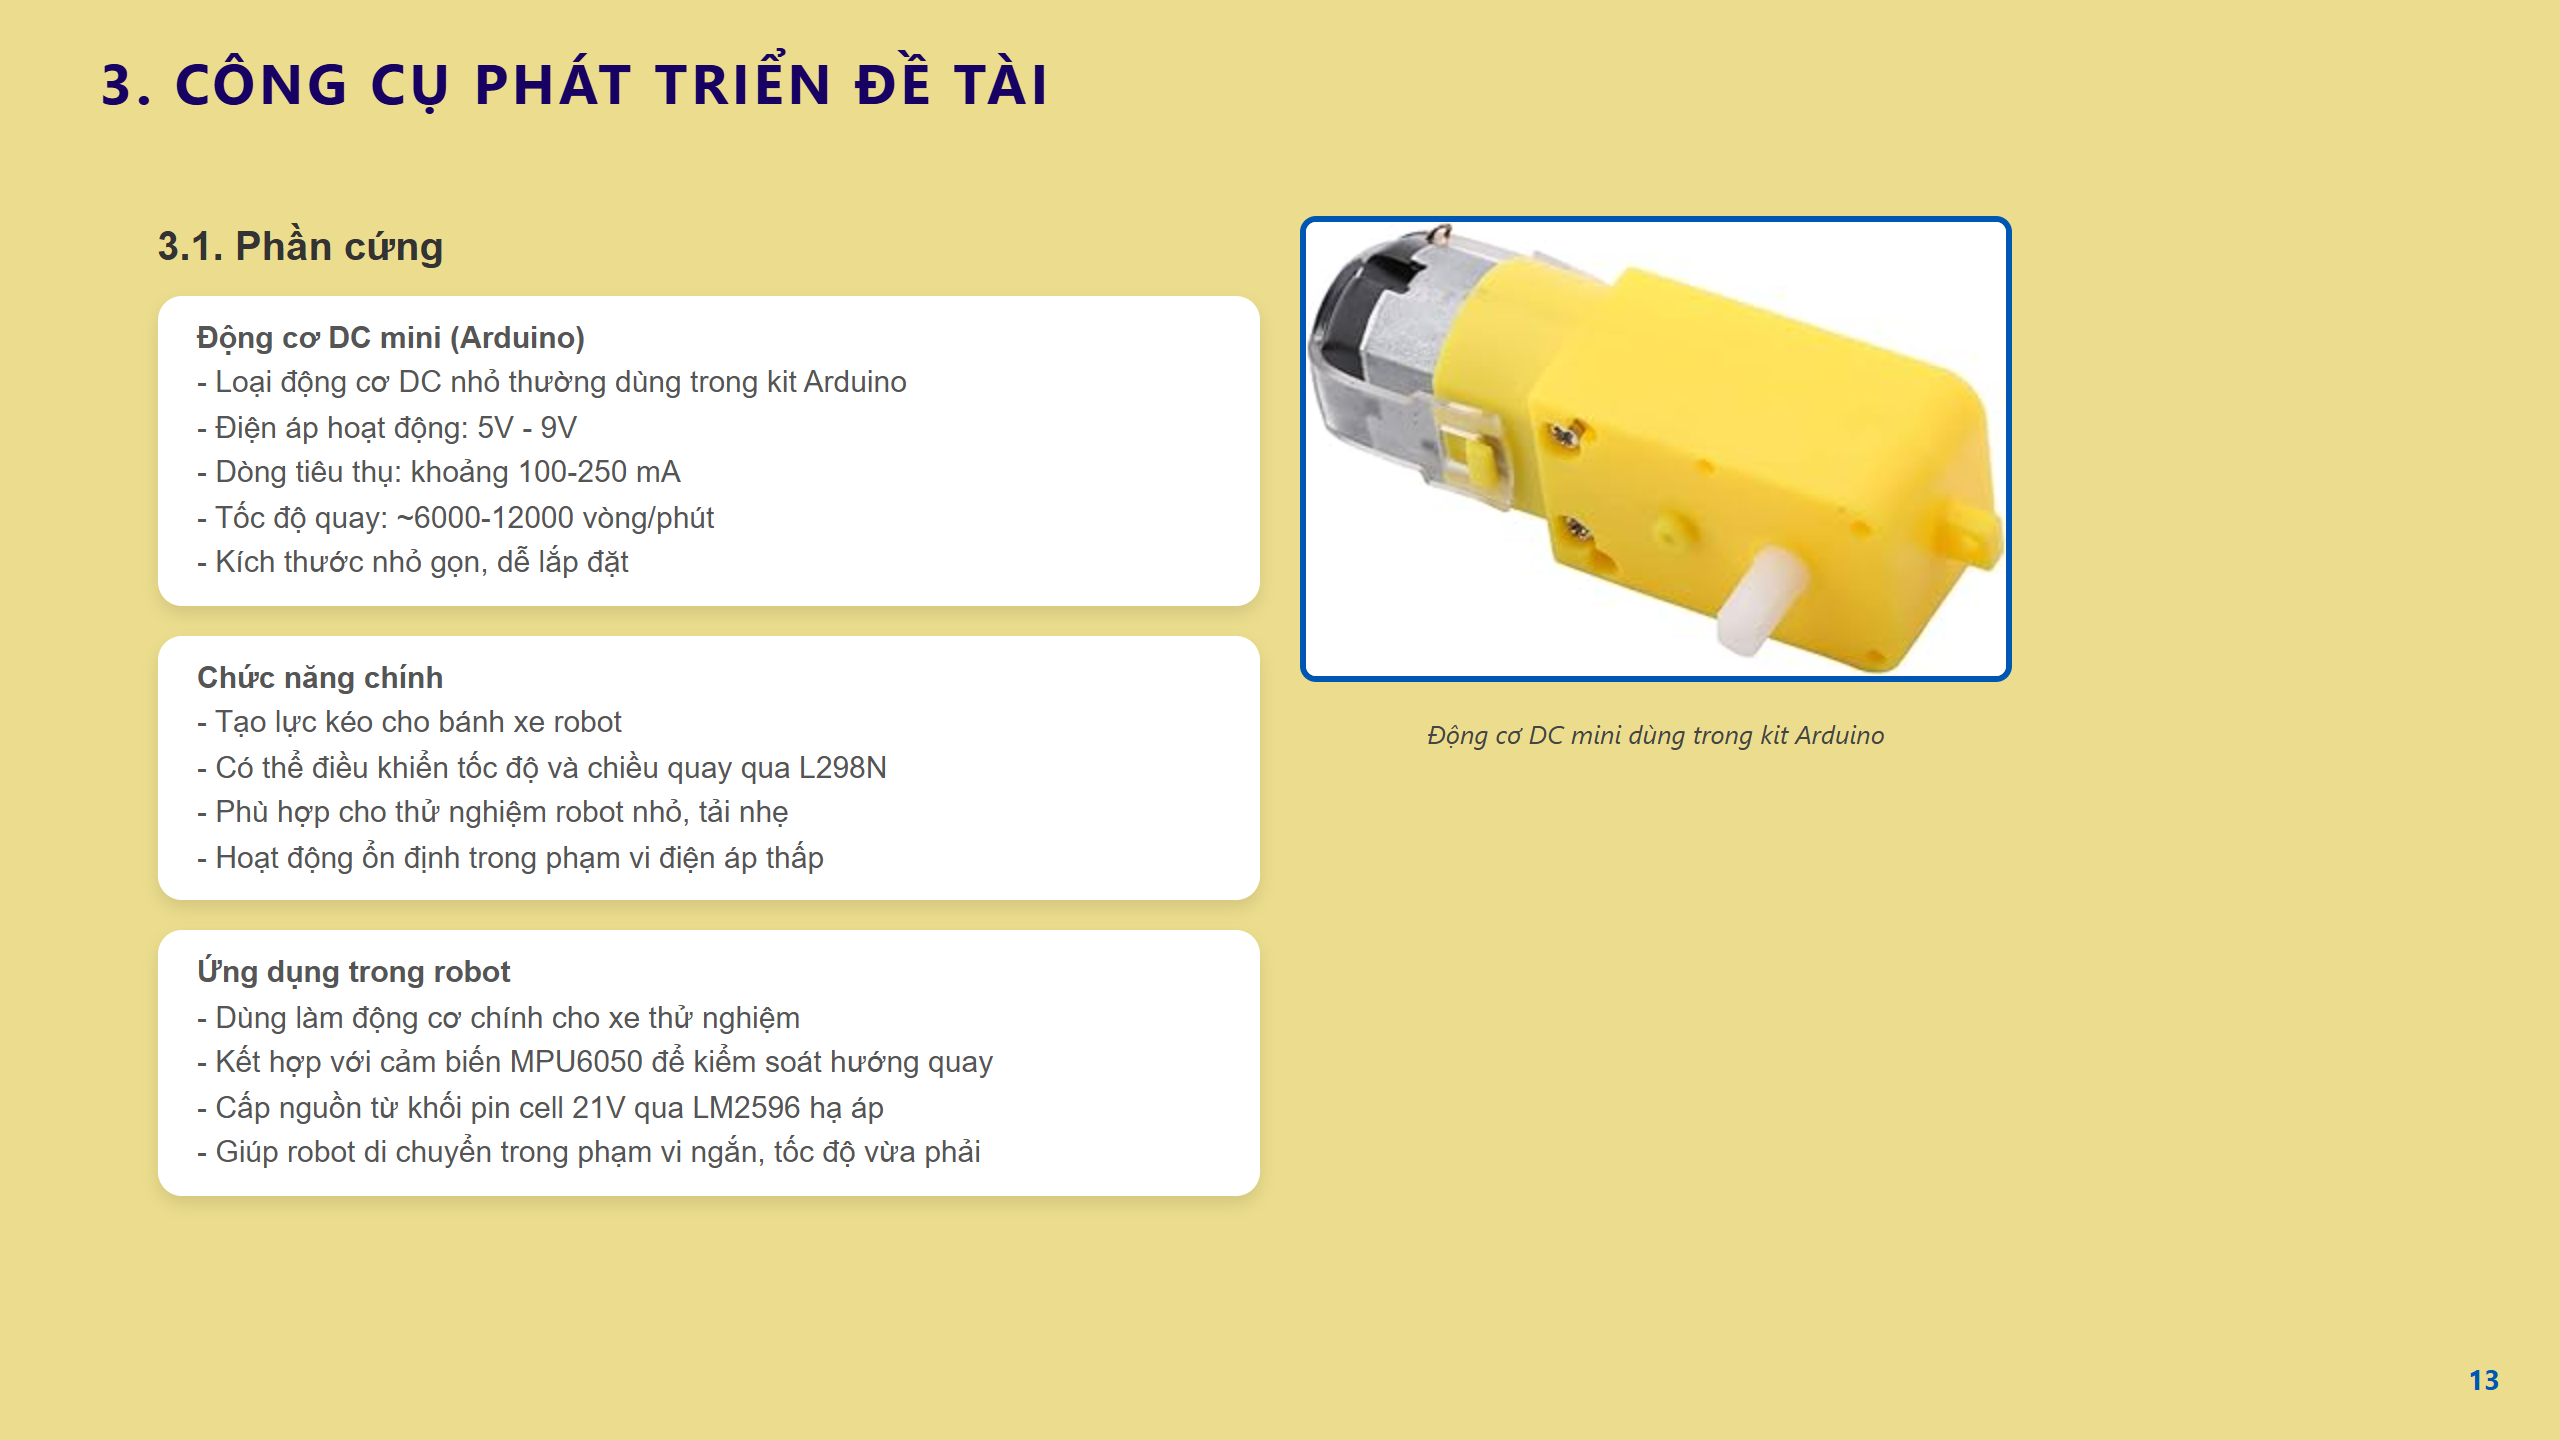 3. CÔNG CỤ PHÁT TRIỂN ĐỀ TÀI
3.1. Phần cứng
Động cơ DC mini (Arduino)
- Loại động cơ DC nhỏ thường dùng trong kit Arduino
- Điện áp hoạt động: 5V - 9V
- Dòng tiêu thụ: khoảng 100-250 mA
- Tốc độ quay: ~6000-12000 vòng/phút
- Kích thước nhỏ gọn, dễ lắp đặt
Chức năng chính
- Tạo lực kéo cho bánh xe robot
- Có thể điều khiển tốc độ và chiều quay qua L298N
- Phù hợp cho thử nghiệm robot nhỏ, tải nhẹ
- Hoạt động ổn định trong phạm vi điện áp thấp
Ứng dụng trong robot
- Dùng làm động cơ chính cho xe thử nghiệm
- Kết hợp với cảm biến MPU6050 để kiểm soát hướng quay
- Cấp nguồn từ khối pin cell 21V qua LM2596 hạ áp
- Giúp robot di chuyển trong phạm vi ngắn, tốc độ vừa phải
Động cơ DC mini dùng trong kit Arduino
13